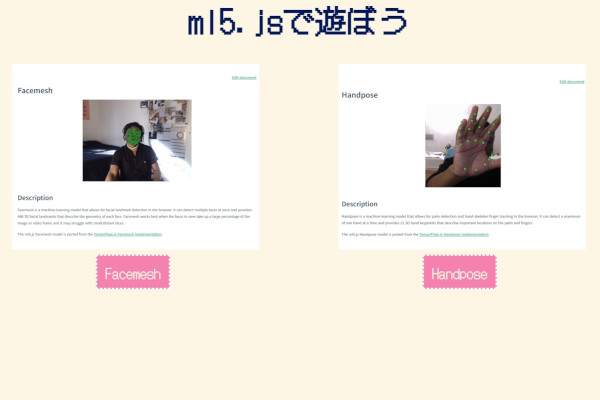 ml5.jsで遊ぼう
Edit document
Facemesh
Description
Facemesh is a machine-learning model that allows for facial landmark detection in the browser. It can detect multiple faces at once and provides
486 3D facial landmarks that describe the geometry of each face. Facemesh works best when the faces in view take up a large percentage of the
image or video frame and it may struggle with small/distant faces.
The ml5.js Facemesh model is ported from the TensorFlow.js Facemesh implementation.
Facemesh
Edit document
Handpose
Description
Handpose is a machine-learning model that allows for palm detection and hand-skeleton finger tracking in the browser. It can detect a maximum
of one hand at a time and provides 21 3D hand keypoints that describe important locations on the palm and fingers.
The ml5.js Handpose model is ported from the TensorFlow.js Handpose implementation.
Handpose